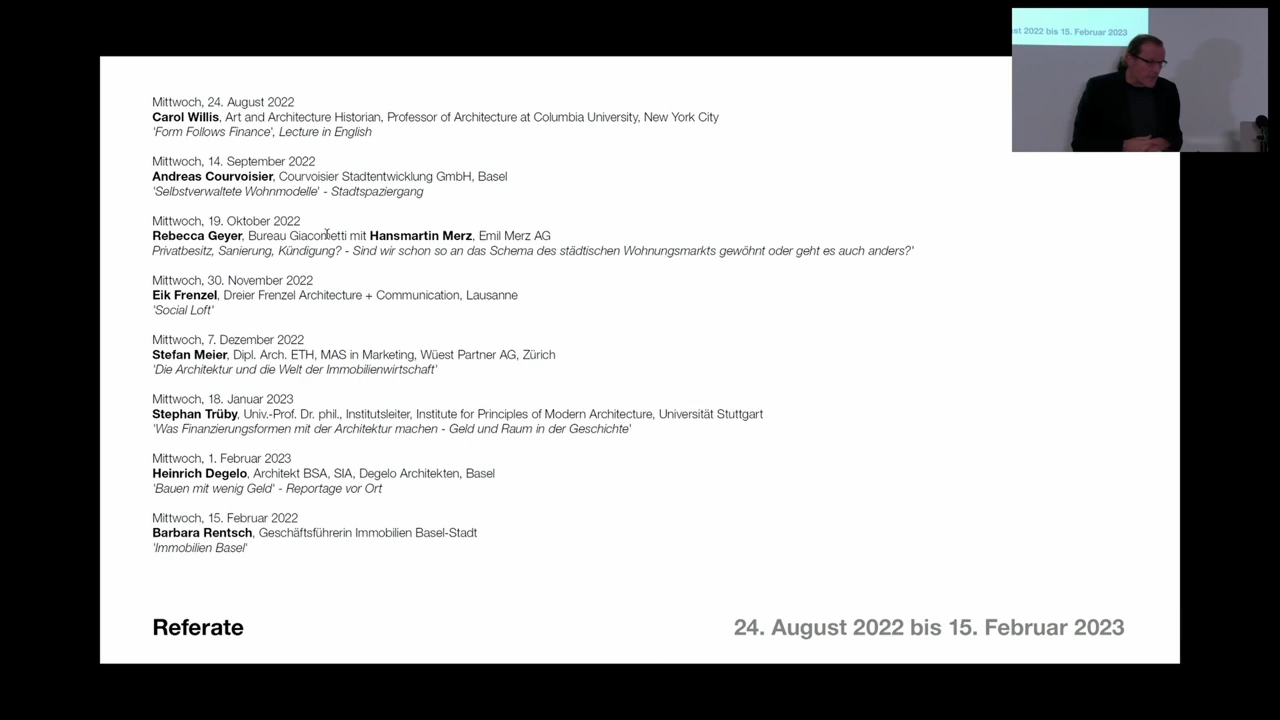 st 2022 bis 15. Februar 2023
Mittwoch, 24. August 2022
Carol Willis, Art and Architecture Historian, Professor of Architecture at Columbia University, New York City
'Form Follows Finance', Lecture in English
Mittwoch, 14. September 2022
Andreas Courvoisier, Courvoisier Stadtentwicklung GmbH, Basel
'Selbstverwaltete Wohnmodelle' - Stadtspaziergang
Mittwoch, 19. Oktober 2022
Rebecca Geyer, Bureau Giacometti mit Hansmartin Merz, Emil Merz AG
Privatbesitz, Sanierung, Kündigung? - Sind wir schon so an das Schema des städtischen Wohnungsmarkts gewöhnt oder geht es auch anders?'
Mittwoch, 30. November 2022
Eik Frenzel, Dreier Frenzel Architecture + Communication, Lausanne
'Social Loft'
Mittwoch, 7. Dezember 2022
Stefan Meier, Dipl. Arch. ETH, MAS in Marketing, Wüest Partner AG, Zürich
'Die Architektur und die Welt der Immobilienwirtschaft'
Mittwoch, 18. Januar 2023
Stephan Trüby, Univ.-Prof. Dr. phil., Institutsleiter, Institute for Principles of Modern Architecture, Universität Stuttgart
'Was Finanzierungsformen mit der Architektur machen - Geld und Raum in der Geschichte'
Mittwoch, 1. Februar 2023
Heinrich Degelo, Architekt BSA, SIA, Degelo Architekten, Basel
'Bauen mit wenig Geld' - Reportage vor Ort
Mittwoch, 15. Februar 2022
Barbara Rentsch, Geschäftsführerin Immobilien Basel-Stadt
'Immobilien Basel'
Referate
24. August 2022 bis 15. Februar 2023